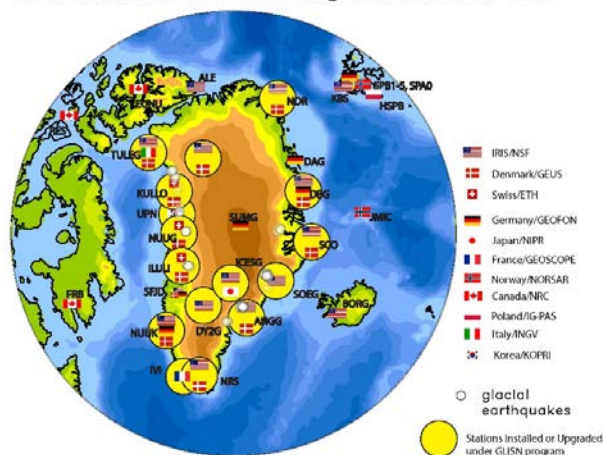 ALE
NOR
KBS
SPB1-5, SPA0
HSPB
RES
TULEG
DAG
KULLO
DBG
UPN
SUMG
JMIC
NUUG
SCO
ILULI
ICESG
SFJD
SOEG
FRB
BORG
NUUK
DY2G
ANGG
IVI
NRS
IRIS/NSF
Denmark/GEUS
Swiss/ETH
Germany/GEOFON
Japan/NIPR
France/GEOSCOPE
Norway/NORSAR
Canada/NRC
Poland/IG-PAS
Italy/INGV
Korea/KOPRI
glacial
earthquakes
Stations Installed or Upgraded
under GLISN program